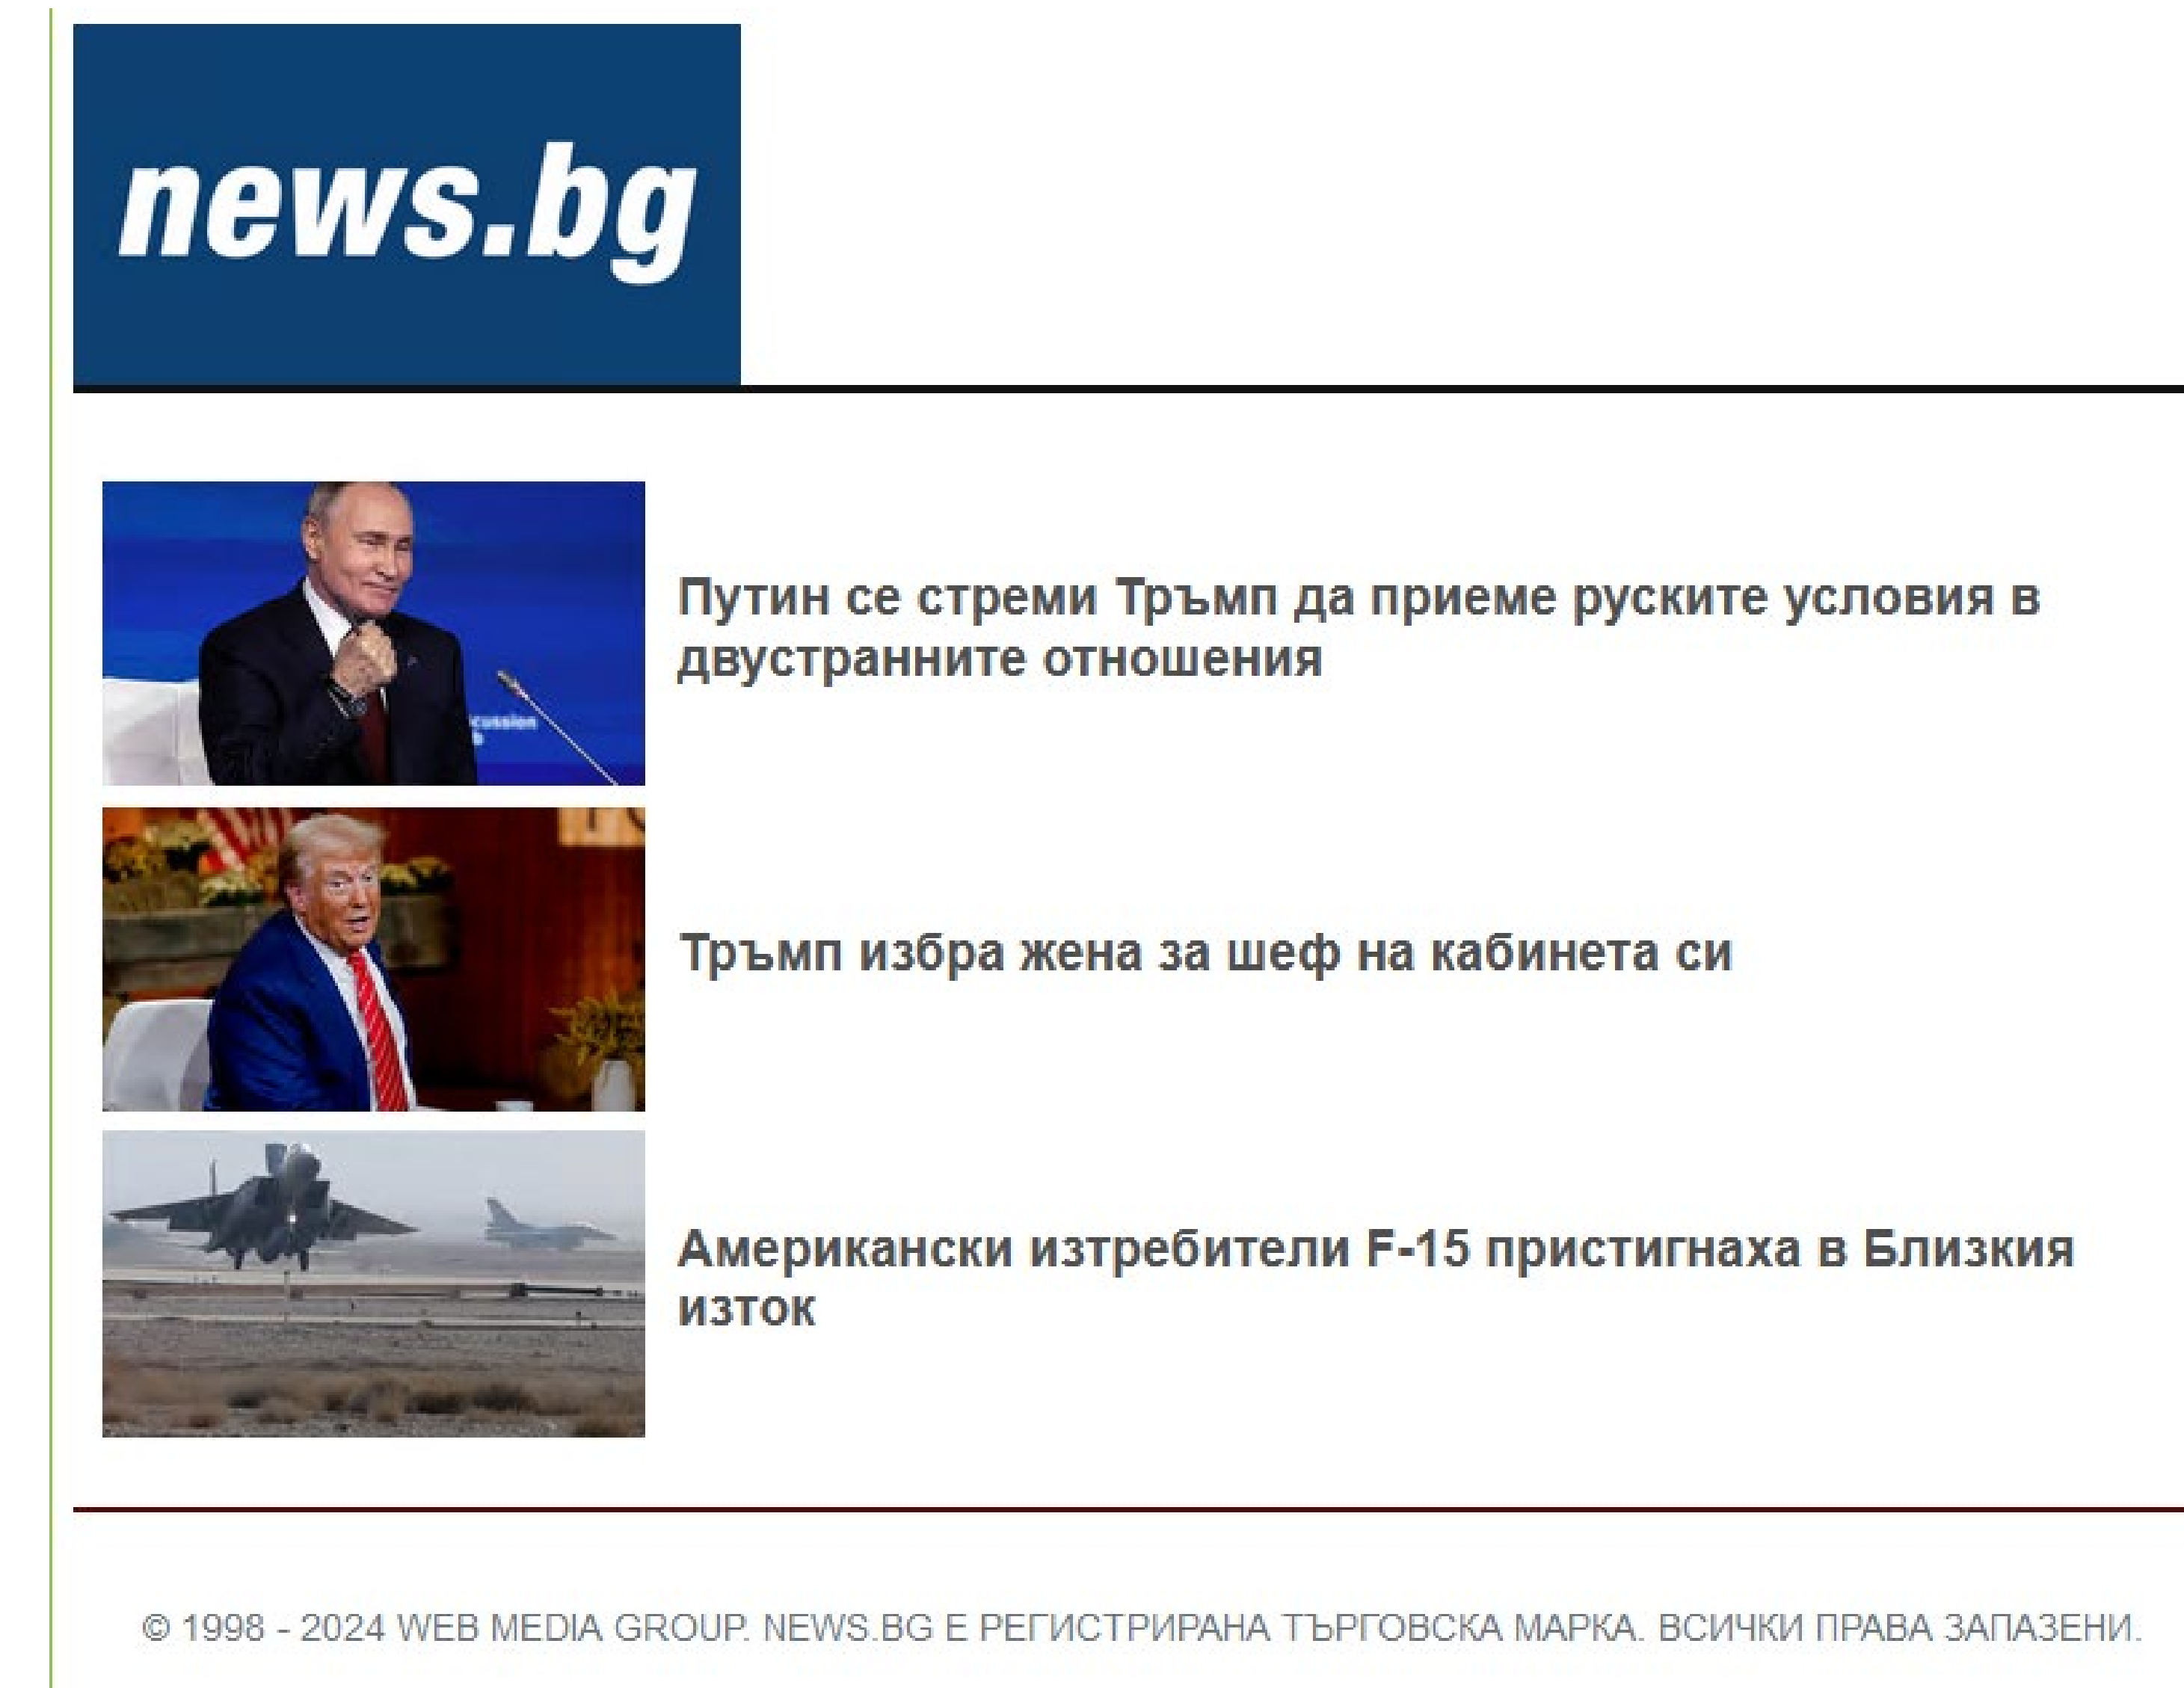 news.bg
cussion
Путин се стреми Тръмп да приеме руските условия в
двустранните отношения
Тръмп избра жена за шеф на кабинета си
Американски изтребители F-15 пристигнаха в Близкия
изток
© 1998 - 2024 WEB MEDIA GROUP. NEWS.BG Е РЕГИСТРИРАНА ТЪРГОВСКА МАРКА. ВСИЧКИ ПРАВА ЗАПАЗЕНИ.